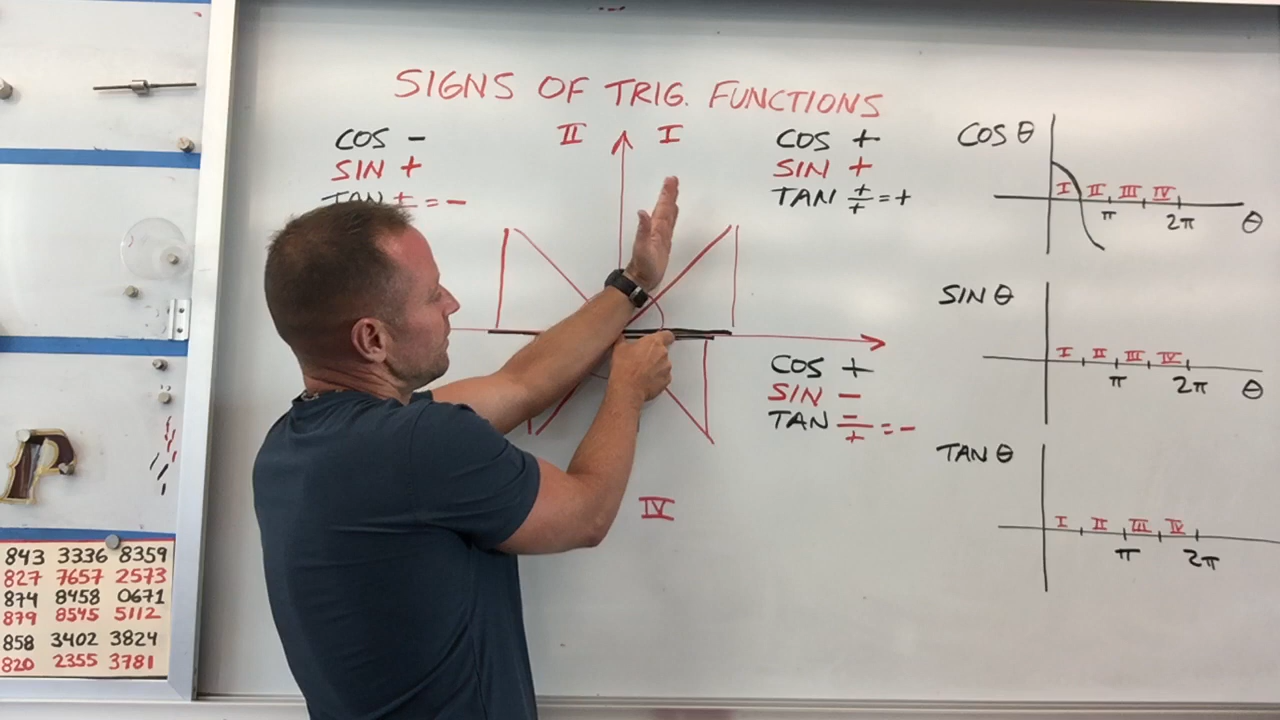 SIGNS OF TRIG. FUNCTIONS
II I
COS -
SIN +
TAN +/- = -
COS +
SIN +
TAN +/+ = +
COS +
SIN -
TAN -/+ = -
IV
COS θ
I II III IV
π 2π θ
SIN θ
I II III IV
π 2π θ
TAN θ
I II III IV
π 2π
P
843 3336 8359
827 7657 2573
874 8458 0671
879 8545 5112
858 3402 3824
820 2355 3781